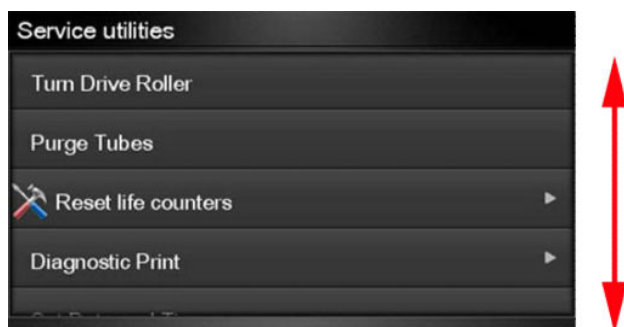 Service utilities
Turn Drive Roller
Purge Tubes
Reset life counters
Diagnostic Print